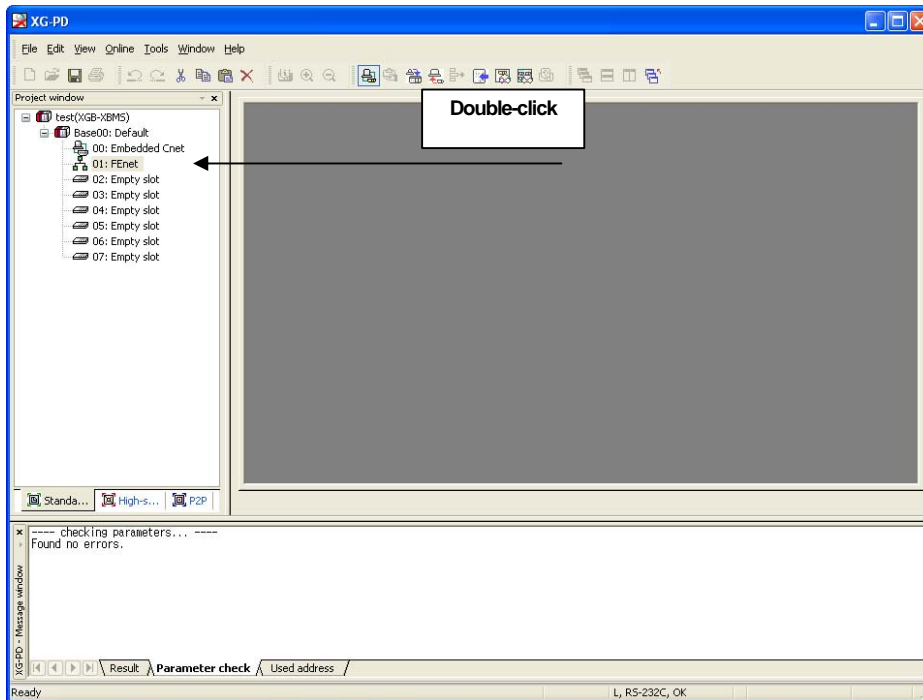 XG-PD
File Edit View Online Tools Window Help
Project window
test(XGB-XBMS)
Base00: Default
00: Embedded Cnet
01: FEnet
02: Empty slot
03: Empty slot
04: Empty slot
05: Empty slot
06: Empty slot
07: Empty slot
Double-click
Standa... High-s... P2P
---- checking parameters... ----
Found no errors.
XG-PD - Message window
Result Parameter check Used address
Ready L, RS-232C, OK